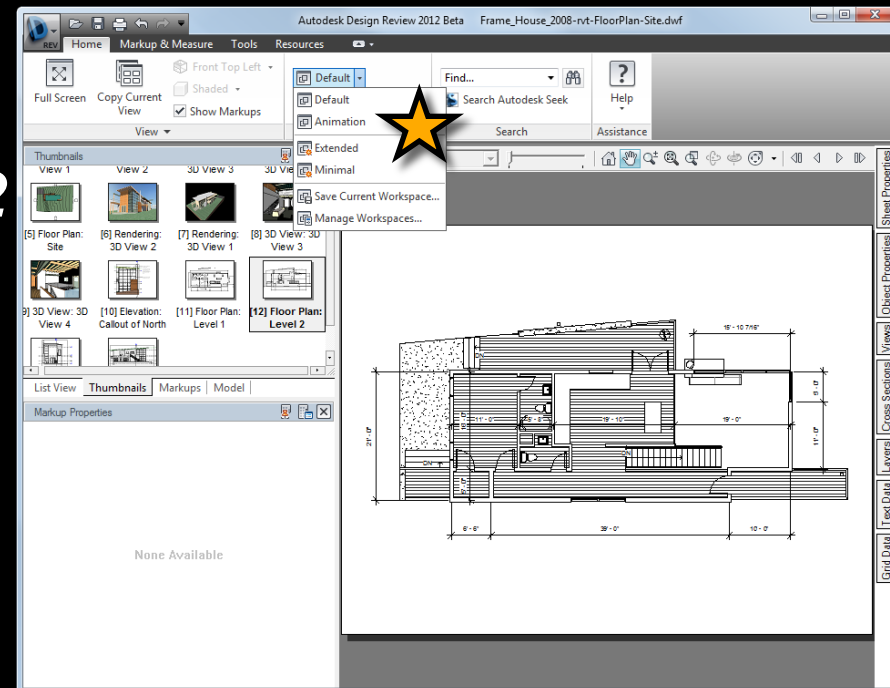 Autodesk Design Review 2012 Beta Frame_House_2008-rvt-FloorPlan-Site.dwf
REV Home Markup & Measure Tools Resources
Full Screen
Copy Current View
Front Top Left
Shaded
Show Markups
View
Default
Default
Animation
Extended
Minimal
Save Current Workspace...
Manage Workspaces...
Find...
Search Autodesk Seek
Search
Help
Assistance
2
Thumbnails
View 1 View 2 3D View 3
[5] Floor Plan: Site
[6] Rendering: 3D View 2
[7] Rendering: 3D View 1
[8] 3D View: 3D View 3
9] 3D View: 3D View 4
[10] Elevation: Callout of North
[11] Floor Plan: Level 1
[12] Floor Plan: Level 2
List View Thumbnails Markups Model
Markup Properties
None Available
Sheet Properties
Object Properties
Views
Cross Sections
Layers
Text Data
Grid Data
15' - 10 7/16"
DN
11' - 0"
19' - 10"
19' - 0"
21' - 0"
11' - 0"
DN
DN
6' - 6"
39' - 0"
10' - 0"